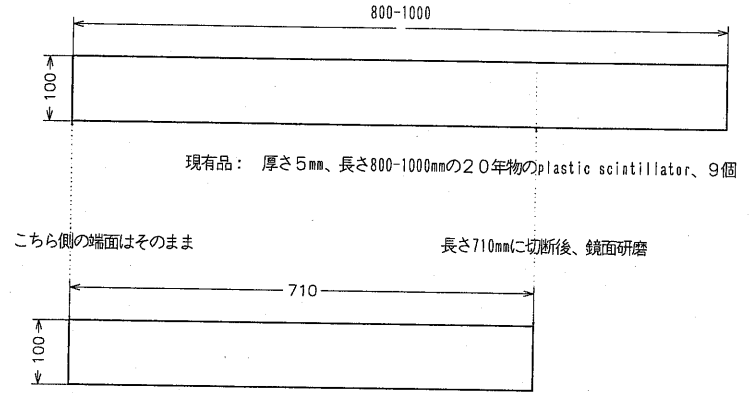 800-1000
100
現有品： 厚さ5mm、長さ800-1000mmの２０年物のplastic scintillator、９個
こちら側の端面はそのまま
長さ710mmに切断後、鏡面研磨
710
100